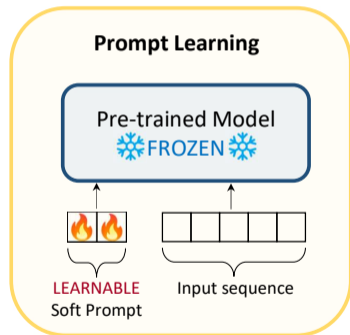 Prompt Learning
Pre-trained Model
FROZEN
LEARNABLE
Soft Prompt
Input sequence